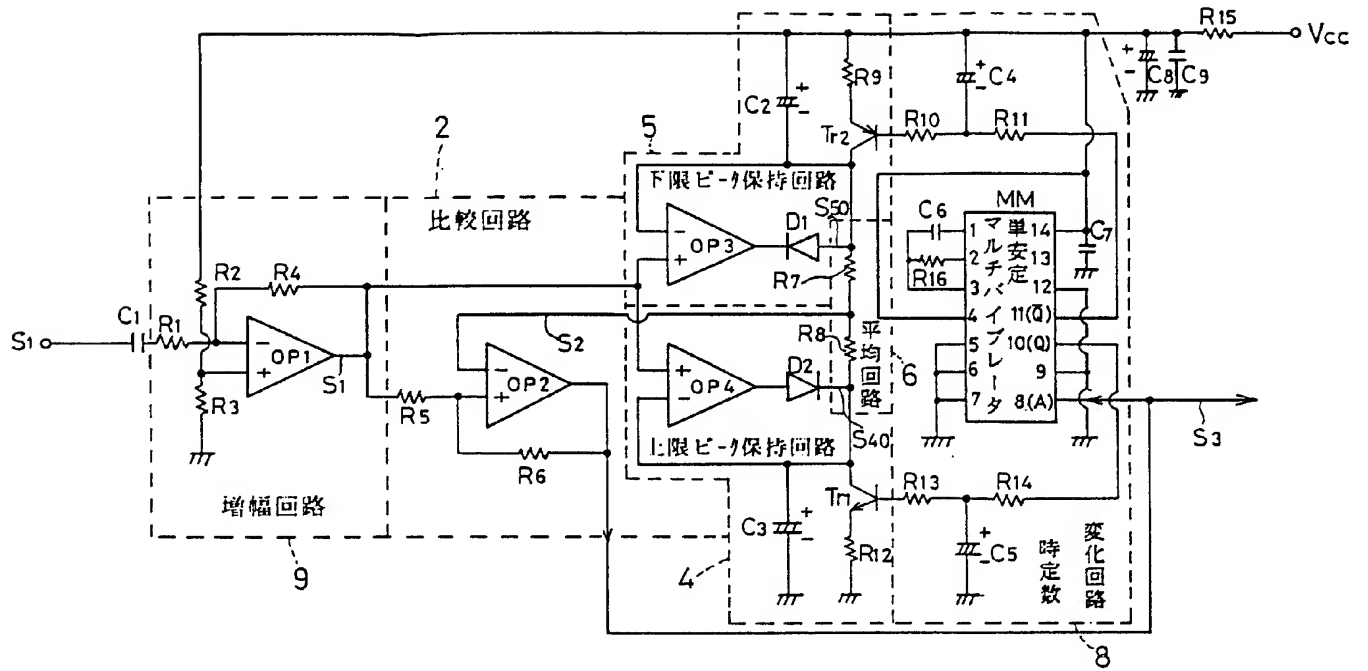 R15
Vcc
C8
C9
R9
C4
C2
R10
R11
Tr2
5
2
下限ピーク保持回路
MM
比較回路
D1
S50
C6
単安定
マルチバイブレータ
1 14
C7
OP3
R2
R4
R7
2 13
R16
3 12
C1
R1
4 11(Q̄)
S2
R8
5 10(Q)
S1
OP1
S1
平均回路
6
OP2
OP4
D2
6 9
R3
R5
7 8(A)
S40
S3
上限ピーク保持回路
R6
R13
R14
増幅回路
C3
Tr1
変化回路
時定数
C5
R12
9
4
8